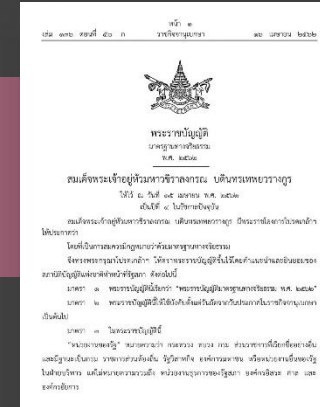 หน้า ๑
เล่ม ๑๓๖ ตอนที่ ๕๐ ก ราชกิจจานุเบกษา ๑๖ เมษายน ๒๕๖๒
พระราชบัญญัติ
มาตรฐานทางจริยธรรม
พ.ศ. ๒๕๖๒
สมเด็จพระเจ้าอยู่หัวมหาวชิราลงกรณ บดินทรเทพยวรางกูร
ให้ไว้ ณ วันที่ ๑๕ เมษายน พ.ศ. ๒๕๖๒
เป็นปีที่ ๔ ในรัชกาลปัจจุบัน
สมเด็จพระเจ้าอยู่หัวมหาวชิราลงกรณ บดินทรเทพยวรางกูร มีพระราชโองการโปรดเกล้าฯ
ให้ประกาศว่า
โดยที่เป็นการสมควรมีกฎหมายว่าด้วยมาตรฐานทางจริยธรรม
จึงทรงพระกรุณาโปรดเกล้าฯ ให้ตราพระราชบัญญัติขึ้นไว้โดยคำแนะนำและยินยอมของ
สภานิติบัญญัติแห่งชาติทำหน้าที่รัฐสภา ดังต่อไปนี้
มาตรา ๑ พระราชบัญญัตินี้เรียกว่า “พระราชบัญญัติมาตรฐานทางจริยธรรม พ.ศ. ๒๕๖๒”
มาตรา ๒ พระราชบัญญัตินี้ให้ใช้บังคับตั้งแต่วันถัดจากวันประกาศในราชกิจจานุเบกษา
เป็นต้นไป
มาตรา ๓ ในพระราชบัญญัตินี้
“หน่วยงานของรัฐ” หมายความว่า กระทรวง ทบวง กรม ส่วนราชการที่เรียกชื่ออย่างอื่น
และมีฐานะเป็นกรม ราชการส่วนท้องถิ่น รัฐวิสาหกิจ องค์การมหาชน หรือหน่วยงานอื่นของรัฐ
ในฝ่ายบริหาร แต่ไม่หมายความรวมถึง หน่วยงานธุรการของรัฐสภา องค์กรอิสระ ศาล และ
องค์กรอัยการ